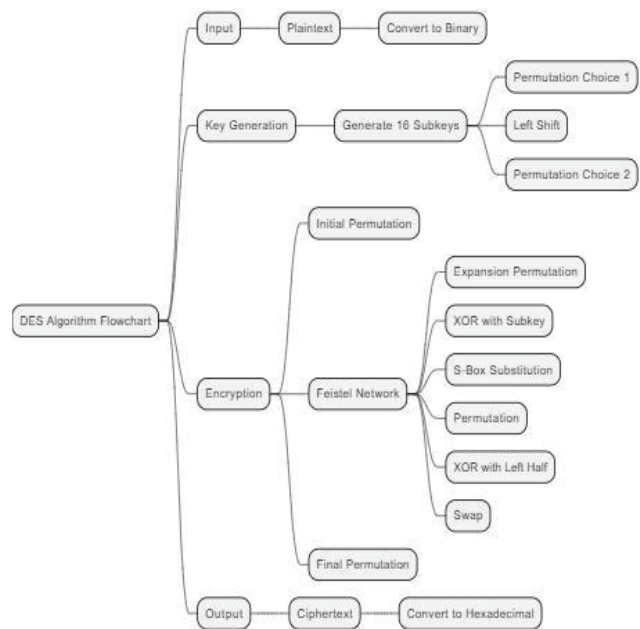 Input
Plaintext
Convert to Binary
Permutation Choice 1
Key Generation
Generate 16 Subkeys
Left Shift
Permutation Choice 2
Initial Permutation
Expansion Permutation
DES Algorithm Flowchart
XOR with Subkey
S-Box Substitution
Encryption
Feistel Network
Permutation
XOR with Left Half
Swap
Final Permutation
Output
Ciphertext
Convert to Hexadecimal